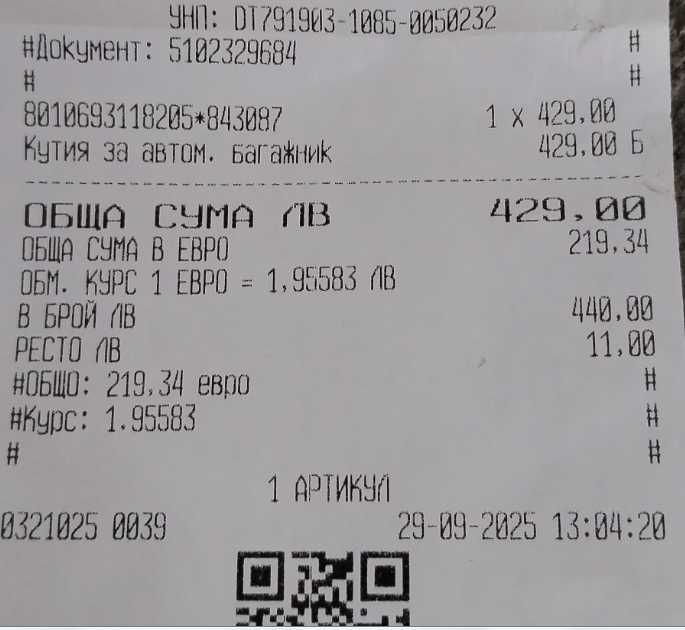 УНП: DT791903-1085-0050232
#Документ: 5102329684 #
# #
8010693118205*843087 1 x 429,00
Кутия за автом. багажник 429,00 Б
ОБЩА СУМА ЛВ 429,00
ОБЩА СУМА В ЕВРО 219,34
ОБМ. КУРС 1 ЕВРО = 1,95583 ЛВ
В БРОЙ ЛВ 440,00
РЕСТО ЛВ 11,00
#ОБЩО: 219,34 евро #
#Курс: 1.95583 #
# #
1 АРТИКУЛ
0321025 0039 29-09-2025 13:04:20